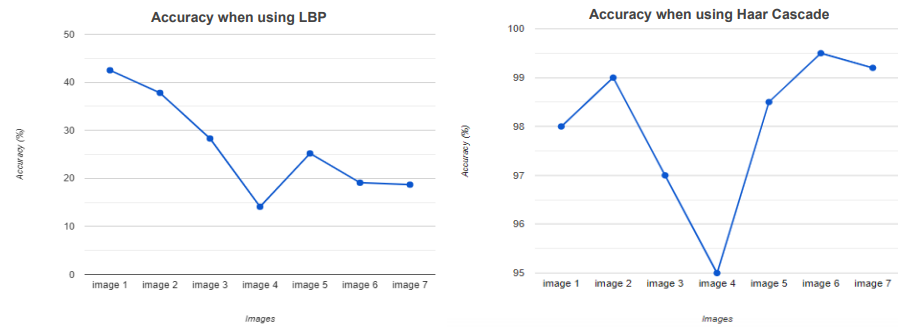 Accuracy when using LBP
50
40
30
20
10
0
Accuracy (%)
image 1 image 2 image 3 image 4 image 5 image 6 image 7
Images
Accuracy when using Haar Cascade
100
99
98
97
96
95
Accuracy (%)
image 1 image 2 image 3 image 4 image 5 image 6 image 7
Images